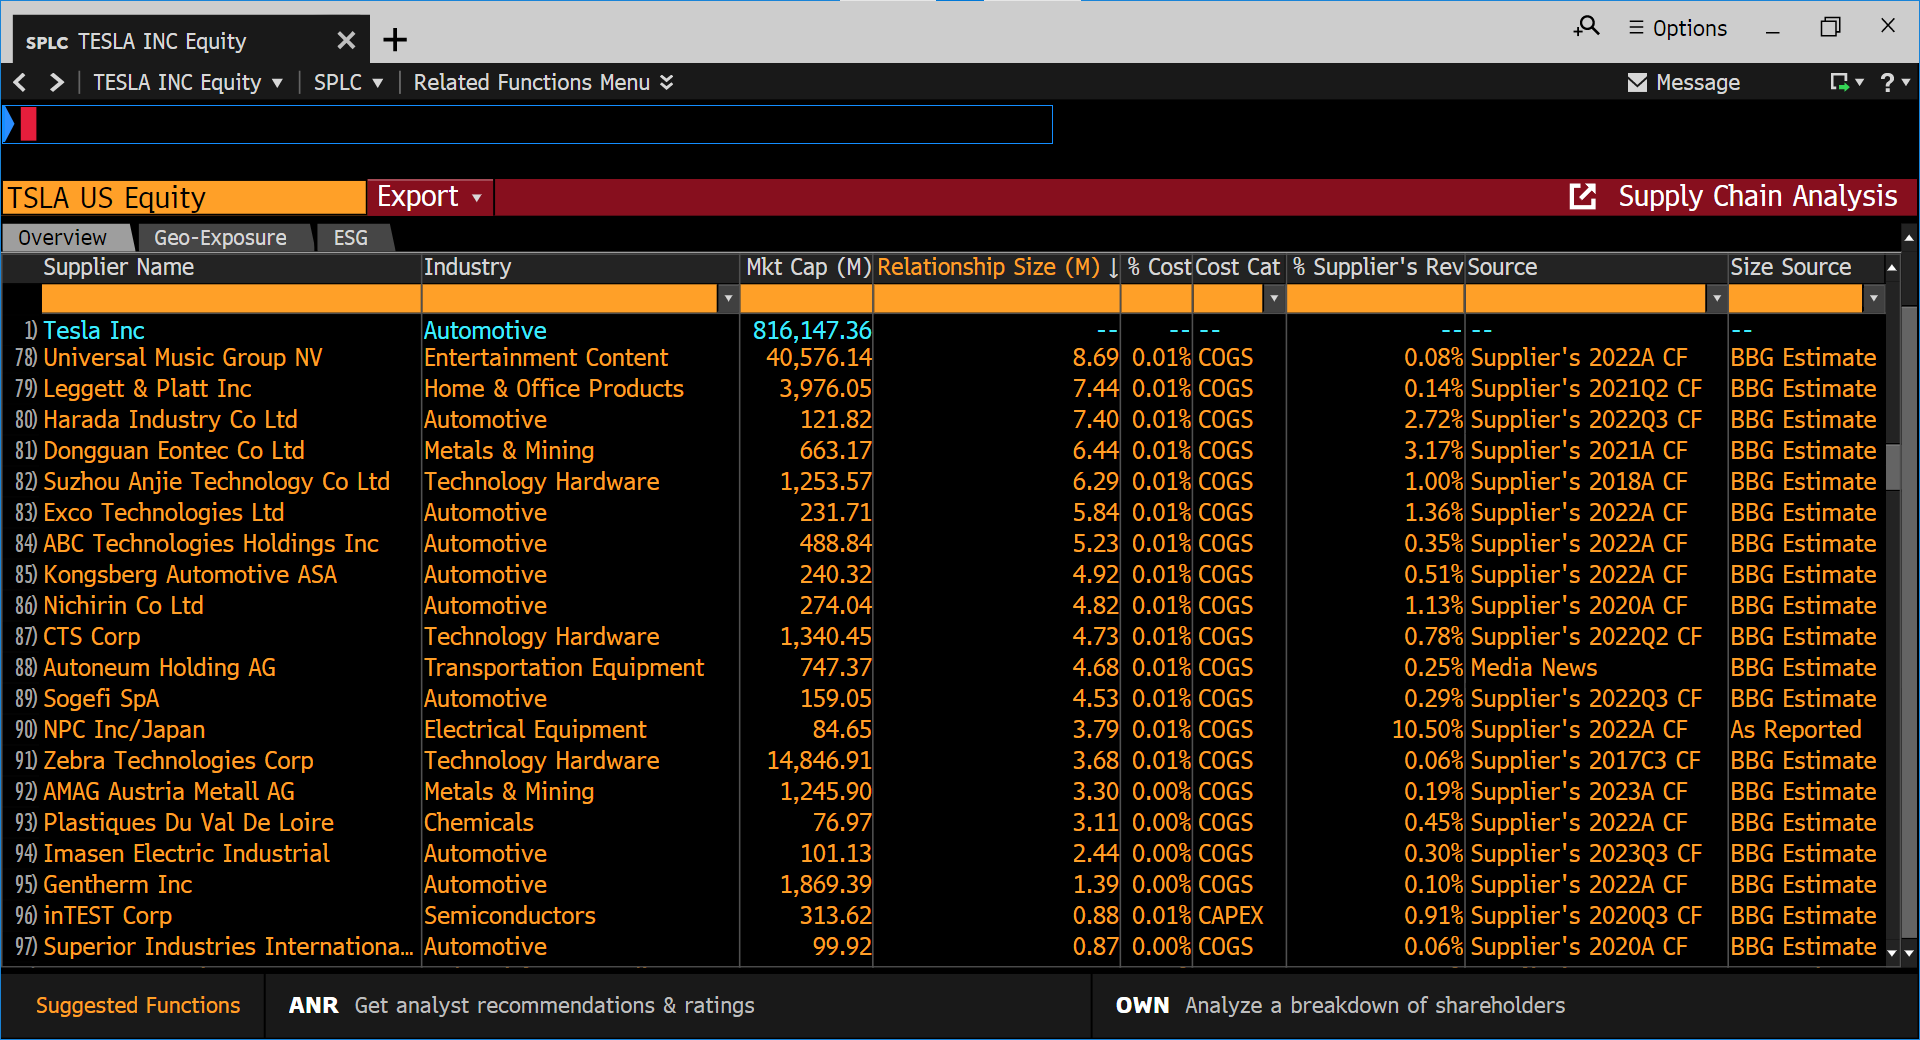 SPLC TESLA INC Equity
Options
TESLA INC Equity SPLC Related Functions Menu Message ?
TSLA US Equity Export Supply Chain Analysis
Overview Geo-Exposure ESG
Supplier Name Industry Mkt Cap (M) Relationship Size (M) ↓ % Cost Cost Cat % Supplier's Rev Source Size Source
1) Tesla Inc Automotive 816,147.36 -- -- -- -- -- --
78) Universal Music Group NV Entertainment Content 40,576.14 8.69 0.01% COGS 0.08% Supplier's 2022A CF BBG Estimate
79) Leggett & Platt Inc Home & Office Products 3,976.05 7.44 0.01% COGS 0.14% Supplier's 2021Q2 CF BBG Estimate
80) Harada Industry Co Ltd Automotive 121.82 7.40 0.01% COGS 2.72% Supplier's 2022Q3 CF BBG Estimate
81) Dongguan Eontec Co Ltd Metals & Mining 663.17 6.44 0.01% COGS 3.17% Supplier's 2021A CF BBG Estimate
82) Suzhou Anjie Technology Co Ltd Technology Hardware 1,253.57 6.29 0.01% COGS 1.00% Supplier's 2018A CF BBG Estimate
83) Exco Technologies Ltd Automotive 231.71 5.84 0.01% COGS 1.36% Supplier's 2022A CF BBG Estimate
84) ABC Technologies Holdings Inc Automotive 488.84 5.23 0.01% COGS 0.35% Supplier's 2022A CF BBG Estimate
85) Kongsberg Automotive ASA Automotive 240.32 4.92 0.01% COGS 0.51% Supplier's 2022A CF BBG Estimate
86) Nichirin Co Ltd Automotive 274.04 4.82 0.01% COGS 1.13% Supplier's 2020A CF BBG Estimate
87) CTS Corp Technology Hardware 1,340.45 4.73 0.01% COGS 0.78% Supplier's 2022Q2 CF BBG Estimate
88) Autoneum Holding AG Transportation Equipment 747.37 4.68 0.01% COGS 0.25% Media News BBG Estimate
89) Sogefi SpA Automotive 159.05 4.53 0.01% COGS 0.29% Supplier's 2022Q3 CF BBG Estimate
90) NPC Inc/Japan Electrical Equipment 84.65 3.79 0.01% COGS 10.50% Supplier's 2022A CF As Reported
91) Zebra Technologies Corp Technology Hardware 14,846.91 3.68 0.01% COGS 0.06% Supplier's 2017C3 CF BBG Estimate
92) AMAG Austria Metall AG Metals & Mining 1,245.90 3.30 0.00% COGS 0.19% Supplier's 2023A CF BBG Estimate
93) Plastiques Du Val De Loire Chemicals 76.97 3.11 0.00% COGS 0.45% Supplier's 2022A CF BBG Estimate
94) Imasen Electric Industrial Automotive 101.13 2.44 0.00% COGS 0.30% Supplier's 2023Q3 CF BBG Estimate
95) Gentherm Inc Automotive 1,869.39 1.39 0.00% COGS 0.10% Supplier's 2022A CF BBG Estimate
96) inTEST Corp Semiconductors 313.62 0.88 0.01% CAPEX 0.91% Supplier's 2020Q3 CF BBG Estimate
97) Superior Industries Internationa... Automotive 99.92 0.87 0.00% COGS 0.06% Supplier's 2020A CF BBG Estimate
Suggested Functions ANR Get analyst recommendations & ratings OWN Analyze a breakdown of shareholders